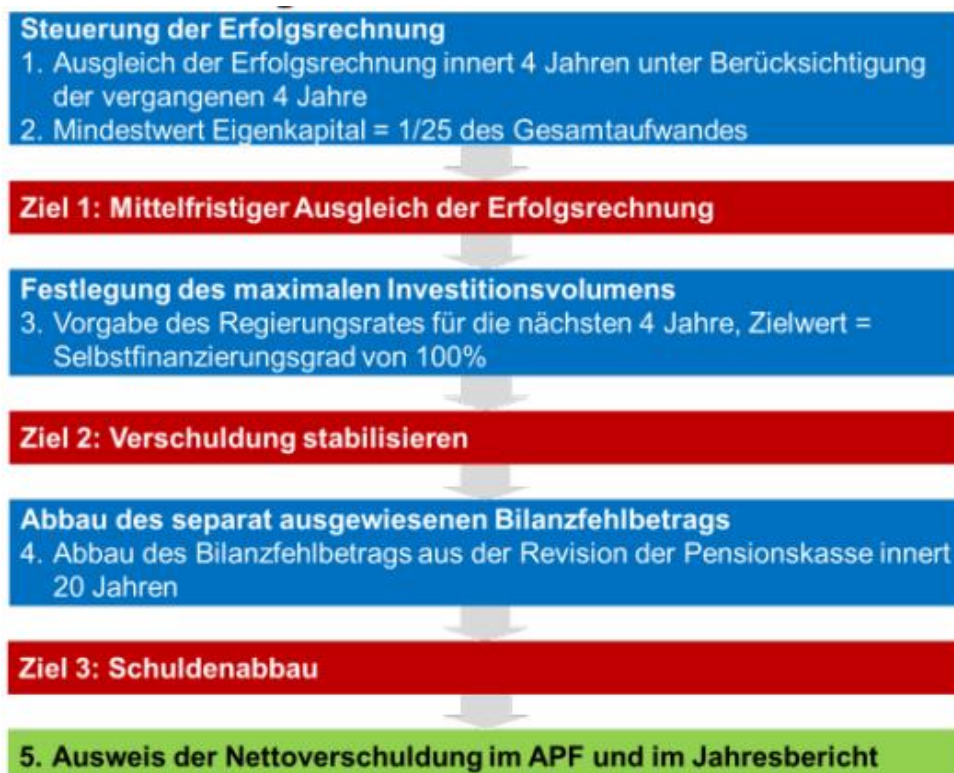 Steuerung der Erfolgsrechnung
1. Ausgleich der Erfolgsrechnung innert 4 Jahren unter Berücksichtigung
der vergangenen 4 Jahre
2. Mindestwert Eigenkapital = 1/25 des Gesamtaufwandes
Ziel 1: Mittelfristiger Ausgleich der Erfolgsrechnung
Festlegung des maximalen Investitionsvolumens
3. Vorgabe des Regierungsrates für die nächsten 4 Jahre, Zielwert =
Selbstfinanzierungsgrad von 100%
Ziel 2: Verschuldung stabilisieren
Abbau des separat ausgewiesenen Bilanzfehlbetrags
4. Abbau des Bilanzfehlbetrags aus der Revision der Pensionskasse innert
20 Jahren
Ziel 3: Schuldenabbau
5. Ausweis der Nettoverschuldung im APF und im Jahresbericht